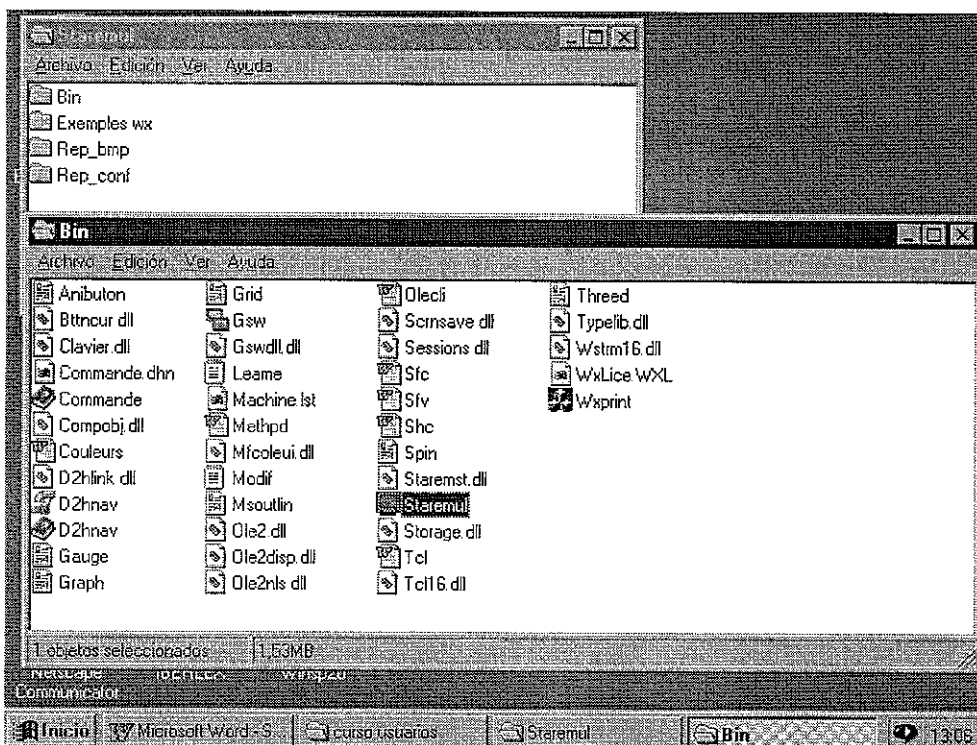 Staremul
Archivo Edición Ver Ayuda
Bin
Exemples wx
Rep_bmp
Rep_conf
Bin
Archivo Edición Ver Ayuda
Anibuton
Bttncur.dll
Clavier.dll
Commande.dhn
Commande
Compobj.dll
Couleurs
D2hlink.dll
D2hnav
D2hnav
Gauge
Graph
Grid
Gsw
Gswdll.dll
Leame
Machine.lst
Methpd
Mfcoleui.dll
Modif
Msoutlin
Ole2.dll
Ole2disp.dll
Ole2nls.dll
Olecli
Scrnsave.dll
Sessions.dll
Sfc
Sfv
Shc
Spin
Staremst.dll
Staremul
Storage.dll
Tcl
Tcl16.dll
Threed
Typelib.dll
Wstrm16.dll
WxLice.WXL
Wxprint
1 objetos seleccionados 1,53MB
Netscape IBERLEX winsp20
Communicator
Inicio Microsoft Word - S curso usuarios Staremul Bin 13:06